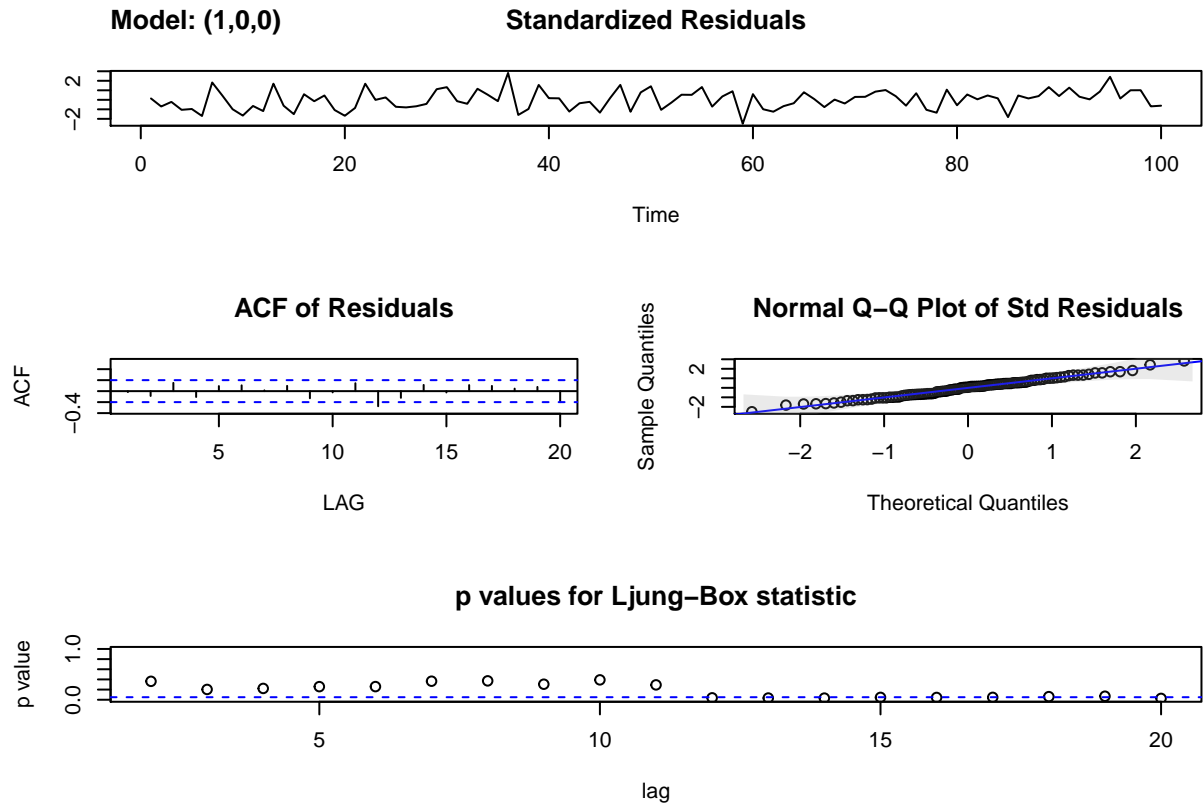 Model: (1,0,0) Standardized Residuals
2
−2
0 20 40 60 80 100
Time
ACF of Residuals
ACF
−0.4
5 10 15 20
LAG
Normal Q−Q Plot of Std Residuals
Sample Quantiles
2
−2
−2 −1 0 1 2
Theoretical Quantiles
p values for Ljung−Box statistic
p value
1.0
0.0
5 10 15 20
lag